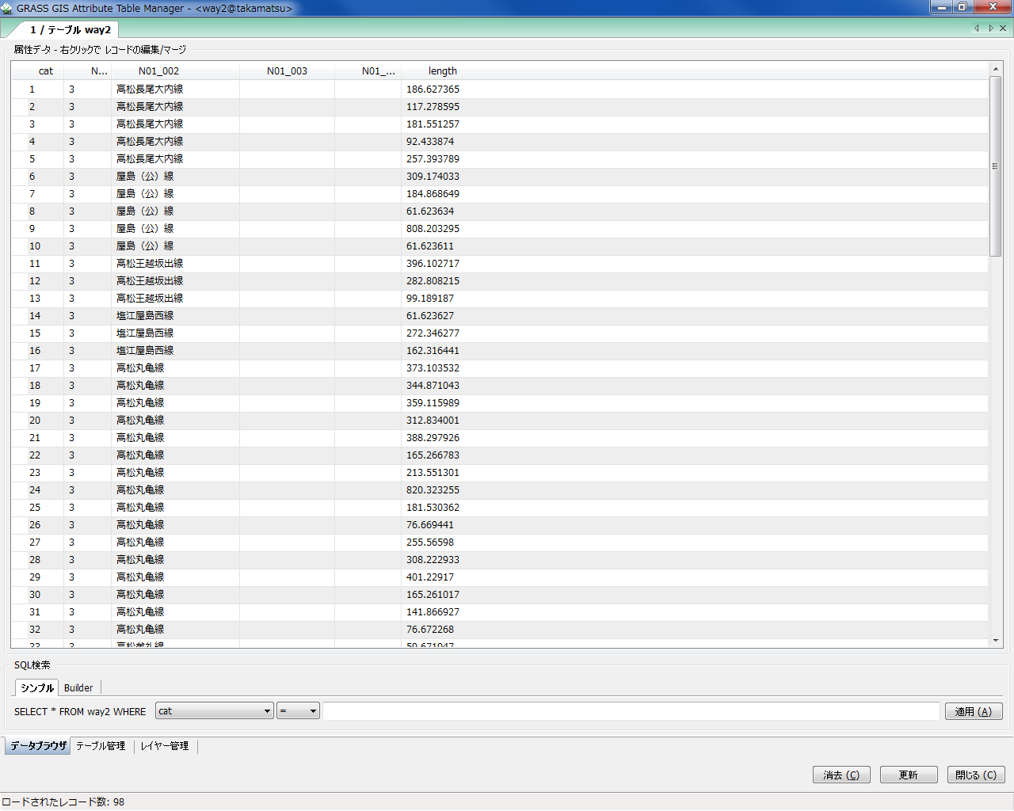 GRASS GIS Attribute Table Manager - <way2@takamatsu>
1 / テーブル way2
属性データ - 右クリックで レコードの編集/マージ
cat N... N01_002 N01_003 N01_... length
1 3 高松長尾大内線 186.627365
2 3 高松長尾大内線 117.278595
3 3 高松長尾大内線 181.551257
4 3 高松長尾大内線 92.433874
5 3 高松長尾大内線 257.393789
6 3 屋島（公）線 309.174033
7 3 屋島（公）線 184.868649
8 3 屋島（公）線 61.623634
9 3 屋島（公）線 808.203295
10 3 屋島（公）線 61.623611
11 3 高松王越坂出線 396.102717
12 3 高松王越坂出線 282.808215
13 3 高松王越坂出線 99.189187
14 3 塩江屋島西線 61.623627
15 3 塩江屋島西線 272.346277
16 3 塩江屋島西線 162.316441
17 3 高松丸亀線 373.103532
18 3 高松丸亀線 344.871043
19 3 高松丸亀線 359.115989
20 3 高松丸亀線 312.834001
21 3 高松丸亀線 388.297926
22 3 高松丸亀線 165.266783
23 3 高松丸亀線 213.551301
24 3 高松丸亀線 820.323255
25 3 高松丸亀線 181.530362
26 3 高松丸亀線 76.669441
27 3 高松丸亀線 255.56598
28 3 高松丸亀線 308.222933
29 3 高松丸亀線 401.22917
30 3 高松丸亀線 165.261017
31 3 高松丸亀線 141.866927
32 3 高松丸亀線 76.672268
33 3 高松牟礼線 59.671947
SQL検索
シンプル Builder
SELECT * FROM way2 WHERE cat = 適用 (A)
データブラウザ テーブル管理 レイヤー管理
消去 (C) 更新 閉じる (C)
ロードされたレコード数: 98